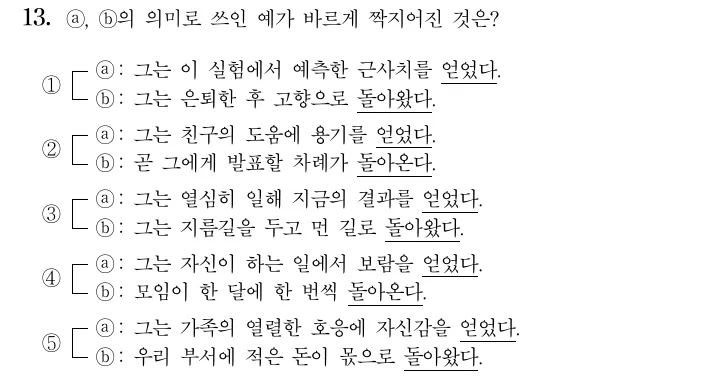 13. ⓐ, ⓑ의 의미로 쓰인 예가 바르게 짝지어진 것은?
① ⓐ: 그는 이 실험에서 예측한 근사치를 얻었다.
ⓑ: 그는 은퇴한 후 고향으로 돌아왔다.
② ⓐ: 그는 친구의 도움에 용기를 얻었다.
ⓑ: 곧 그에게 발표할 차례가 돌아온다.
③ ⓐ: 그는 열심히 일해 지금의 결과를 얻었다.
ⓑ: 그는 지름길을 두고 먼 길로 돌아왔다.
④ ⓐ: 그는 자신이 하는 일에서 보람을 얻었다.
ⓑ: 모임이 한 달에 한 번씩 돌아온다.
⑤ ⓐ: 그는 가족의 열렬한 호응에 자신감을 얻었다.
ⓑ: 우리 부서에 적은 돈이 몫으로 돌아왔다.